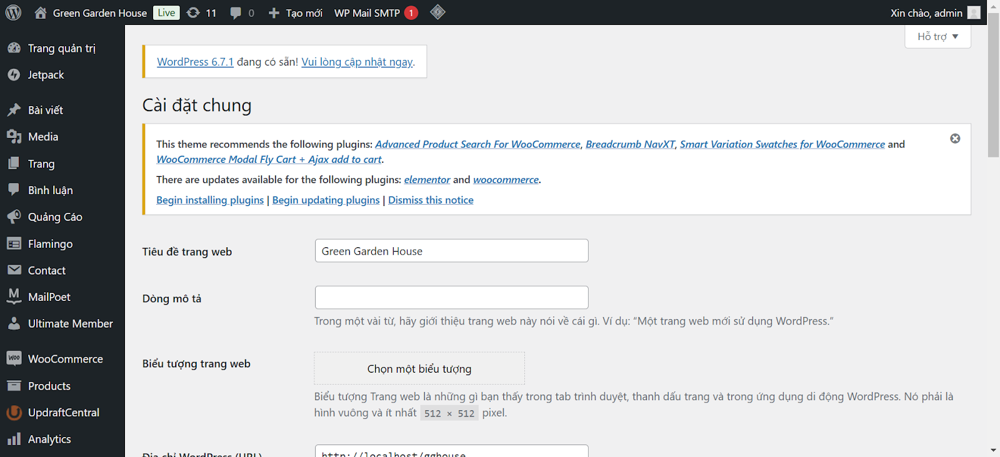 Green Garden House Live 11 0 Tạo mới WP Mail SMTP 1 Xin chào, admin
Hỗ trợ
Trang quản trị
Jetpack
Bài viết
Media
Trang
Bình luận
Quảng Cáo
Flamingo
Contact
MailPoet
Ultimate Member
WooCommerce
Products
UpdraftCentral
Analytics
WordPress 6.7.1 đang có sẵn! Vui lòng cập nhật ngay.
Cài đặt chung
This theme recommends the following plugins: Advanced Product Search For WooCommerce, Breadcrumb NavXT, Smart Variation Swatches for WooCommerce and
WooCommerce Modal Fly Cart + Ajax add to cart.
There are updates available for the following plugins: elementor and woocommerce.
Begin installing plugins | Begin updating plugins | Dismiss this notice
Tiêu đề trang web
Green Garden House
Dòng mô tả
Trong một vài từ, hãy giới thiệu trang web này nói về cái gì. Ví dụ: “Một trang web mới sử dụng WordPress.”
Biểu tượng trang web
Chọn một biểu tượng
Biểu tượng Trang web là những gì bạn thấy trong tab trình duyệt, thanh dấu trang và trong ứng dụng di động WordPress. Nó phải là
hình vuông và ít nhất 512 × 512 pixel.
Địa chỉ WordPress (URL)
http://localhost/gghouse